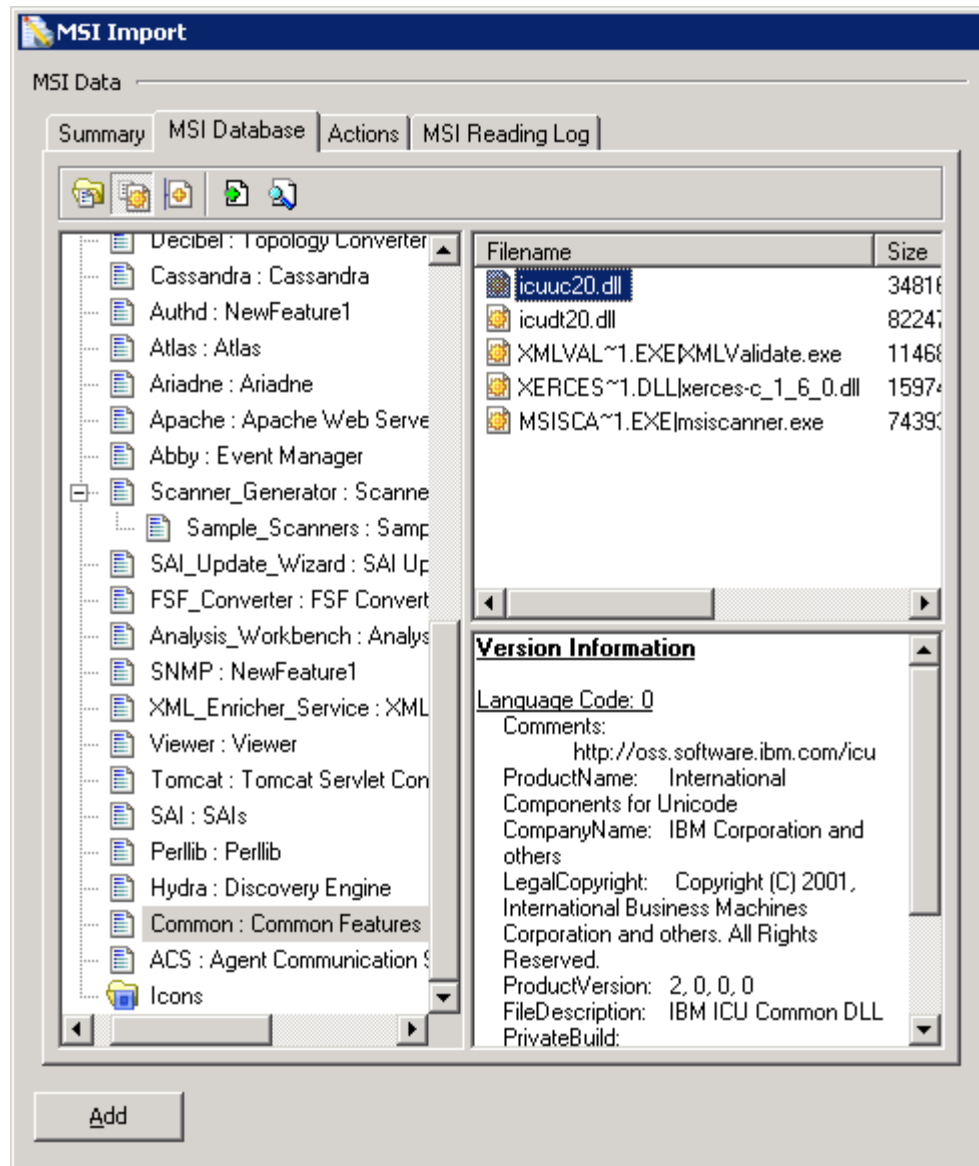 MSI Import
MSI Data
Summary
MSI Database
Actions
MSI Reading Log
Decibel : Topology Converter
Cassandra : Cassandra
Authd : NewFeature1
Atlas : Atlas
Ariadne : Ariadne
Apache : Apache Web Serve
Abby : Event Manager
Scanner_Generator : Scanne
Sample_Scanners : Samp
SAI_Update_Wizard : SAI Up
FSF_Converter : FSF Convert
Analysis_Workbench : Analys
SNMP : NewFeature1
XML_Enricher_Service : XML
Viewer : Viewer
Tomcat : Tomcat Servlet Con
SAI : SAIs
Perllib : Perllib
Hydra : Discovery Engine
Common : Common Features
ACS : Agent Communication S
Icons
Filename Size
icuuc20.dll 34816
icudt20.dll 82247
XMLVAL~1.EXE|XMLValidate.exe 11468
XERCES~1.DLL|xerces-c_1_6_0.dll 15974
MSISCA~1.EXE|msiscanner.exe 74393
Version Information
Language Code: 0
Comments:
http://oss.software.ibm.com/icu
ProductName: International
Components for Unicode
CompanyName: IBM Corporation and
others
LegalCopyright: Copyright (C) 2001,
International Business Machines
Corporation and others. All Rights
Reserved.
ProductVersion: 2, 0, 0, 0
FileDescription: IBM ICU Common DLL
PrivateBuild:
Add